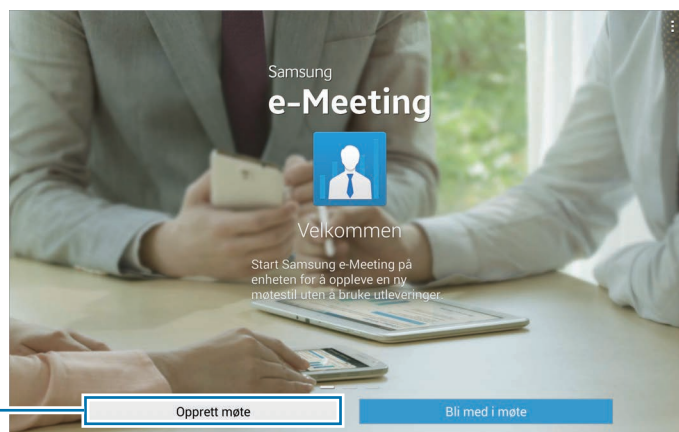 Samsung
e-Meeting
Velkommen
Start Samsung e-Meeting på
enheten for å oppleve en ny
møtestil uten å bruke utleveringer.
Opprett møte
Bli med i møte